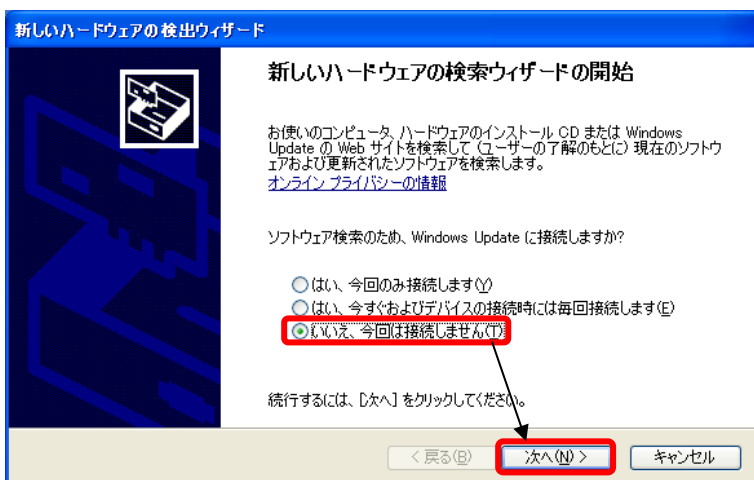 新しいハードウェアの検出ウィザード
新しいハードウェアの検索ウィザードの開始
お使いのコンピュータ、ハードウェアのインストール CD または Windows
Update の Web サイトを検索して (ユーザーの了解のもとに) 現在のソフトウ
ェアおよび更新されたソフトウェアを検索します。
オンライン プライバシーの情報
ソフトウェア検索のため、Windows Update に接続しますか?
はい、今回のみ接続します(Y)
はい、今すぐおよびデバイスの接続時には毎回接続します(E)
いいえ、今回は接続しません(T)
続行するには、[次へ] をクリックしてください。
< 戻る(B)
次へ(N) >
キャンセル